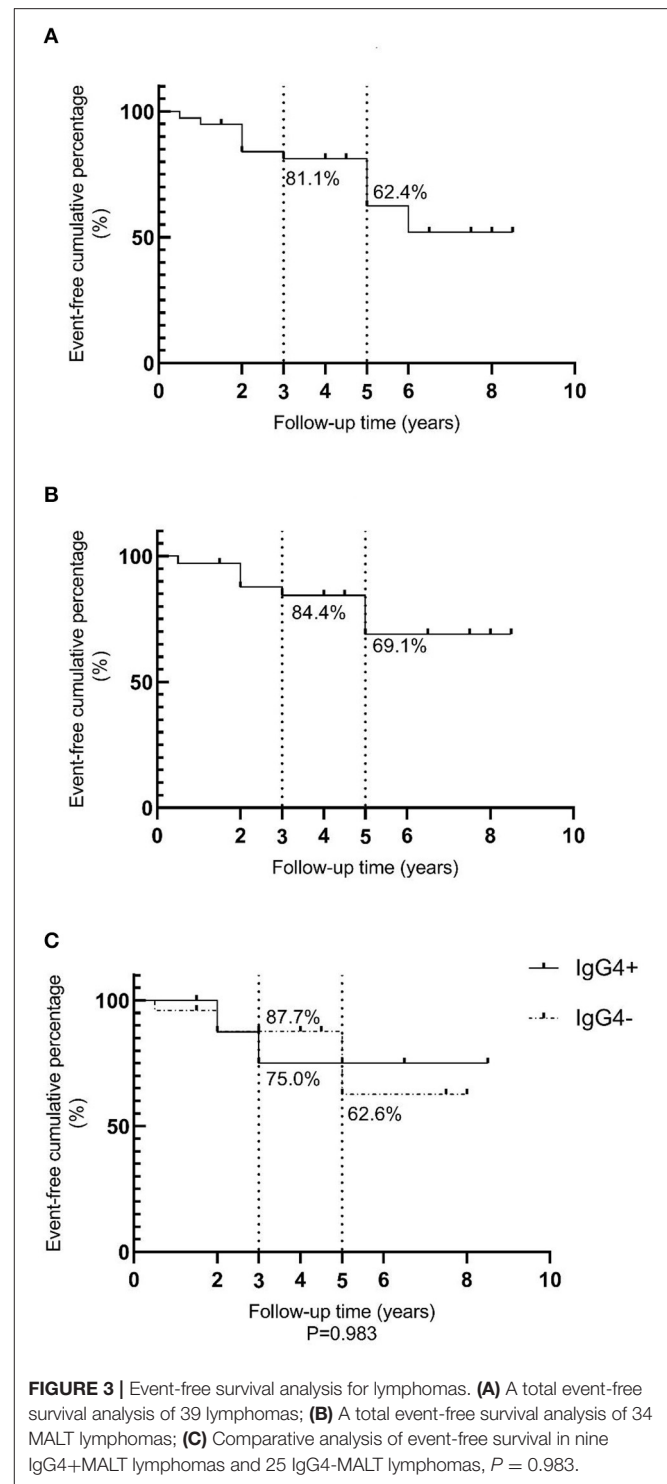 A
Event-free cumulative percentage
(%)
100
50
0
81.1%
62.4%
0 2 3 4 5 6 8 10
Follow-up time (years)
B
Event-free cumulative percentage
(%)
100
50
0
84.4%
69.1%
0 2 3 4 5 6 8 10
Follow-up time (years)
C
Event-free cumulative percentage
(%)
100
50
0
87.7%
75.0%
62.6%
IgG4+
IgG4-
0 2 3 4 5 6 8 10
Follow-up time (years)
P=0.983
FIGURE 3 | Event-free survival analysis for lymphomas. (A) A total event-free
survival analysis of 39 lymphomas; (B) A total event-free survival analysis of 34
MALT lymphomas; (C) Comparative analysis of event-free survival in nine
IgG4+MALT lymphomas and 25 IgG4-MALT lymphomas, P = 0.983.